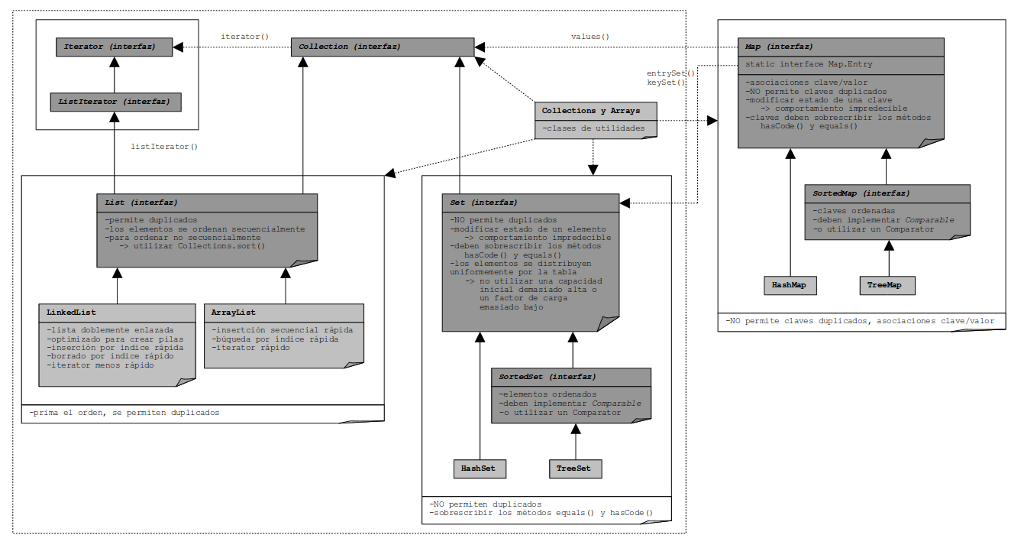 Iterator (interfaz)
iterator()
Collection (interfaz)
values()
Map (interfaz)
static interface Map.Entry
-asociaciones clave/valor
-NO permite claves duplicados
-modificar estado de una clave
-> comportamiento impredecible
-claves deben sobrescribir los métodos
hasCode() y equals()
entrySet()
keySet()
ListIterator (interfaz)
listIterator()
Collections y Arrays
-clases de utilidades
List (interfaz)
-permite duplicados
-los elementos se ordenan secuencialmente
-para ordenar no secuencialmente
-> utilizar Collections.sort()
Set (interfaz)
-NO permite duplicados
-modificar estado de un elemento
-> comportamiento impredecible
-deben sobrescribir los métodos
hasCode() y equals()
-los elementos se distribuyen
uniformemente por la tabla
-> no utilizar una capacidad
inicial demasiado alta o
un factor de carga
emasiado bajo
SortedMap (interfaz)
-claves ordenadas
-deben implementar Comparable
-o utilizar un Comparator
HashMap
TreeMap
-NO permite claves duplicados, asociaciones clave/valor
LinkedList
-lista doblemente enlazada
-optimizado para crear pilas
-inserción por indice rápida
-borrado por indice rápido
-iterator menos rápido
ArrayList
-insertción secuencial rápida
-búqueda por indice rápida
-iterator rápido
-prima el orden, se permiten duplicados
SortedSet (interfaz)
-elementos ordenados
-deben implementar Comparable
-o utilizar un Comparator
HashSet
TreeSet
-NO permiten duplicados
-sobrescribir los métodos equals() y hasCode()